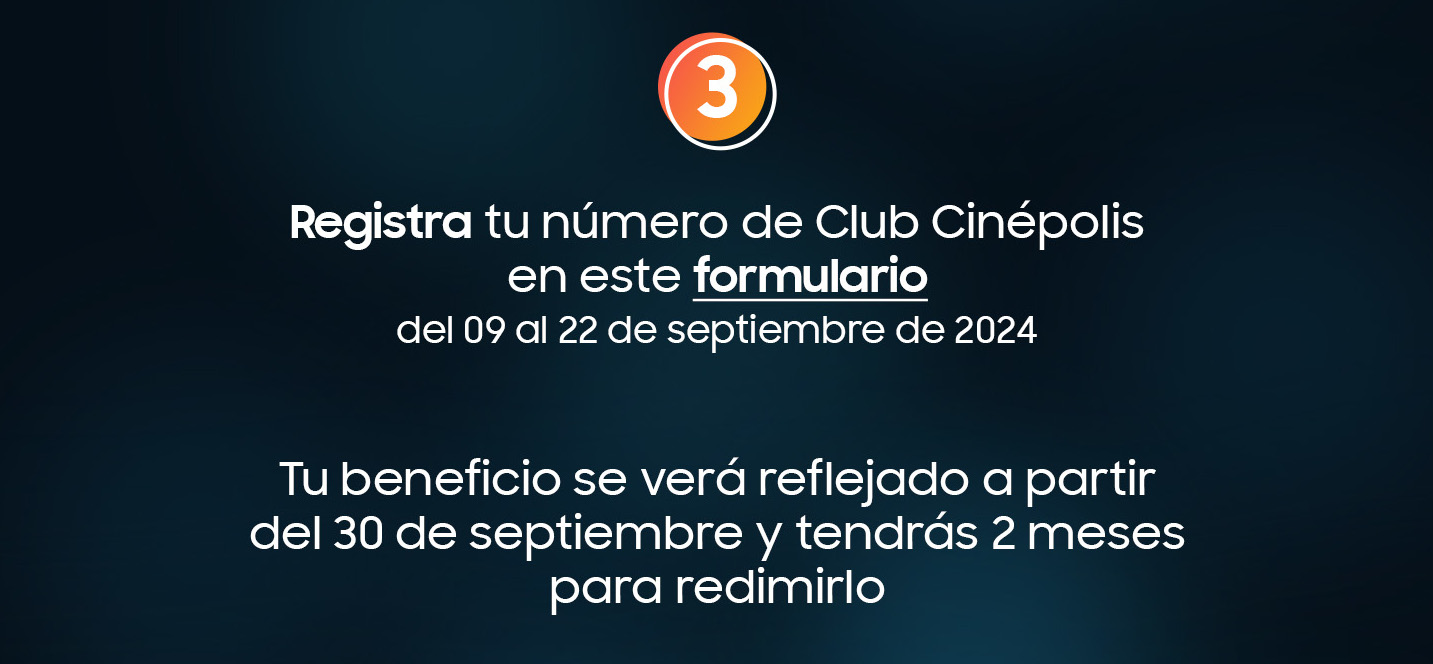 3
Registra tu número de Club Cinépolis
en este formulario
del 09 al 22 de septiembre de 2024
Tu beneficio se verá reflejado a partir
del 30 de septiembre y tendrás 2 meses
para redimirlo